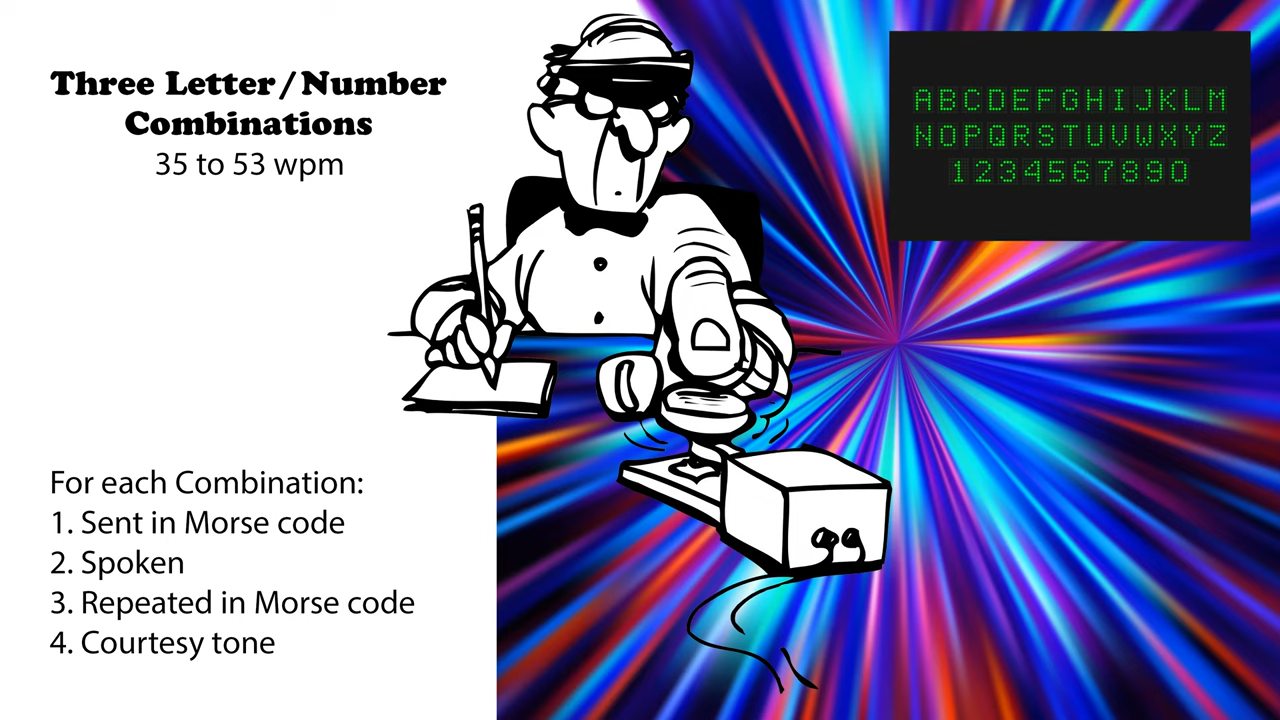 Three Letter/Number
Combinations
35 to 53 wpm
ABCDEFGHIJKLM
NOPQRSTUVWXYZ
1234567890
For each Combination:
1. Sent in Morse code
2. Spoken
3. Repeated in Morse code
4. Courtesy tone